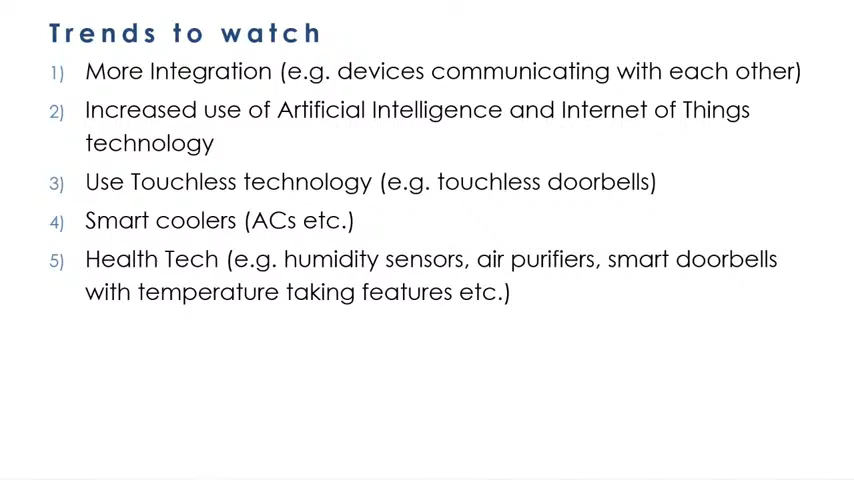 Trends to watch
1) More Integration (e.g. devices communicating with each other)
2) Increased use of Artificial Intelligence and Internet of Things
technology
3) Use Touchless technology (e.g. touchless doorbells)
4) Smart coolers (ACs etc.)
5) Health Tech (e.g. humidity sensors, air purifiers, smart doorbells
with temperature taking features etc.)